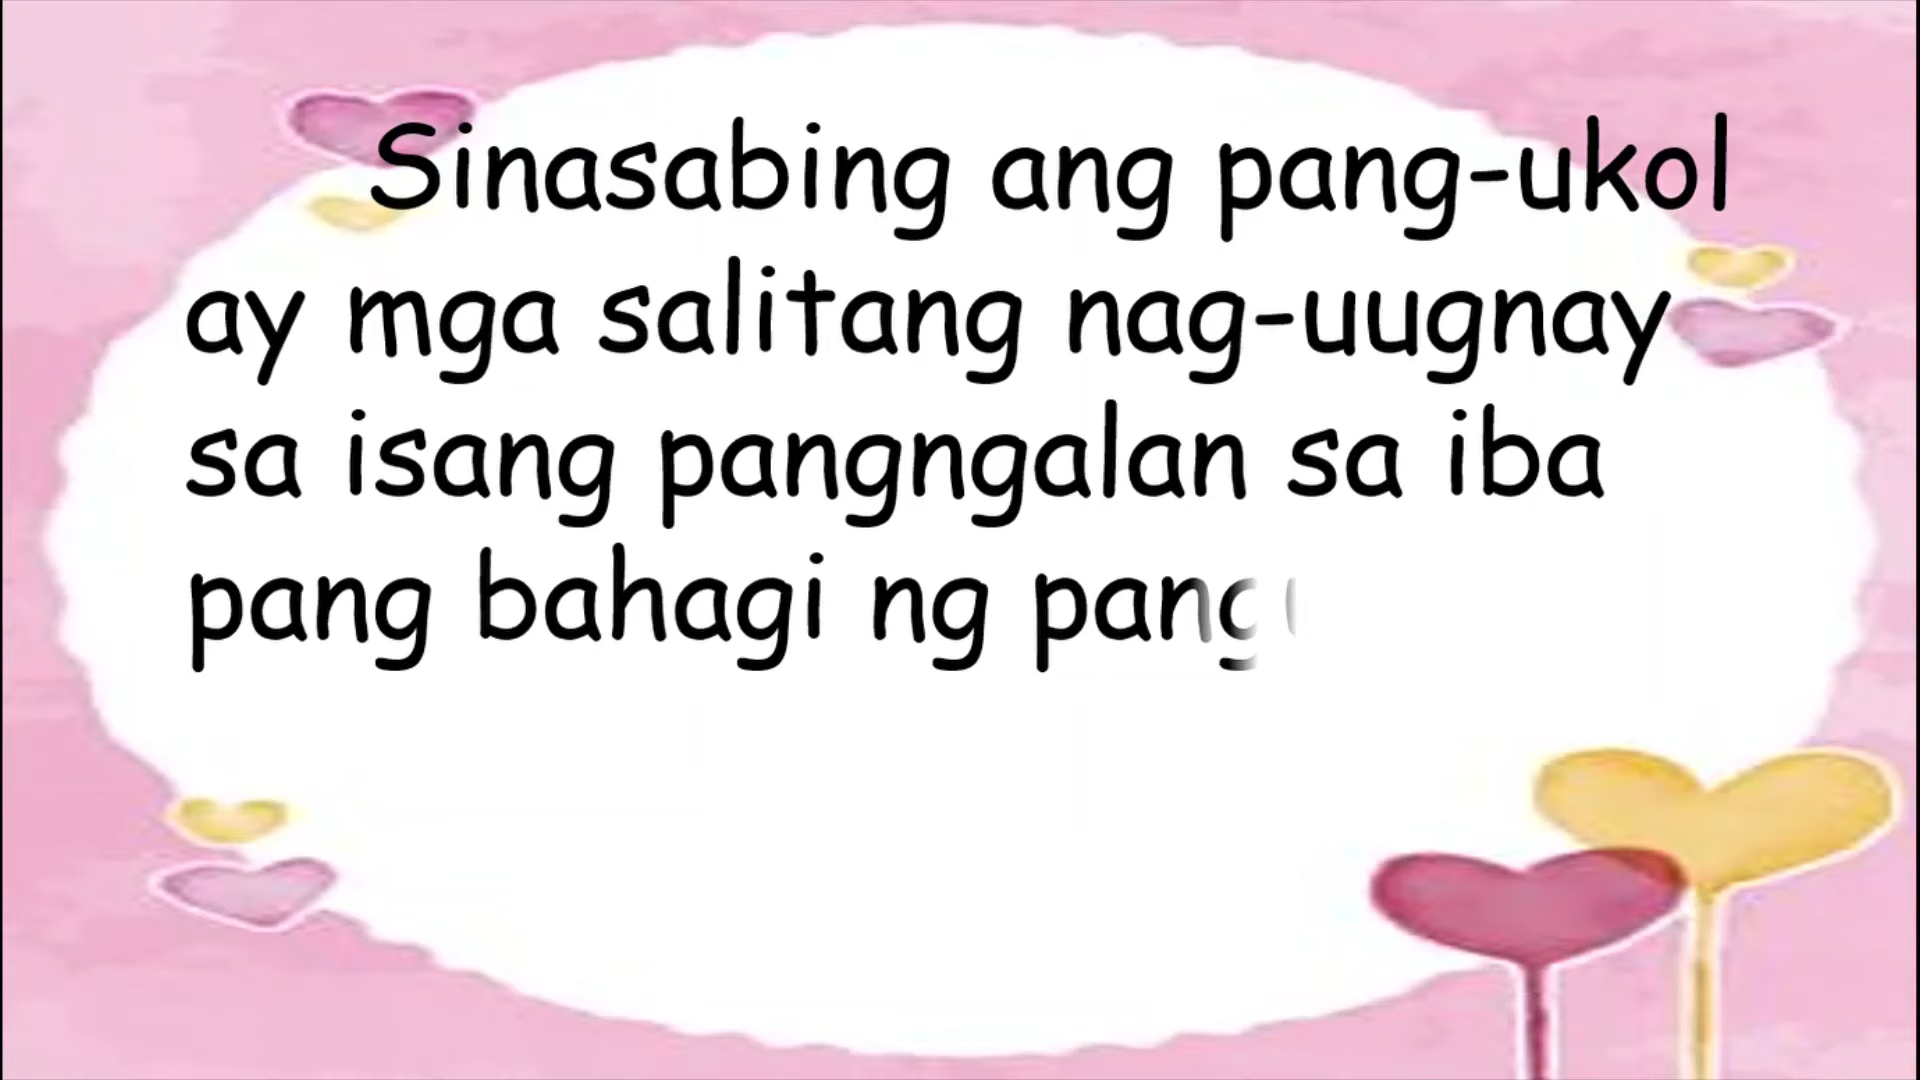 Sinasabing ang pang-ukol
ay mga salitang nag-uugnay
sa isang pangngalan sa iba
pang bahagi ng